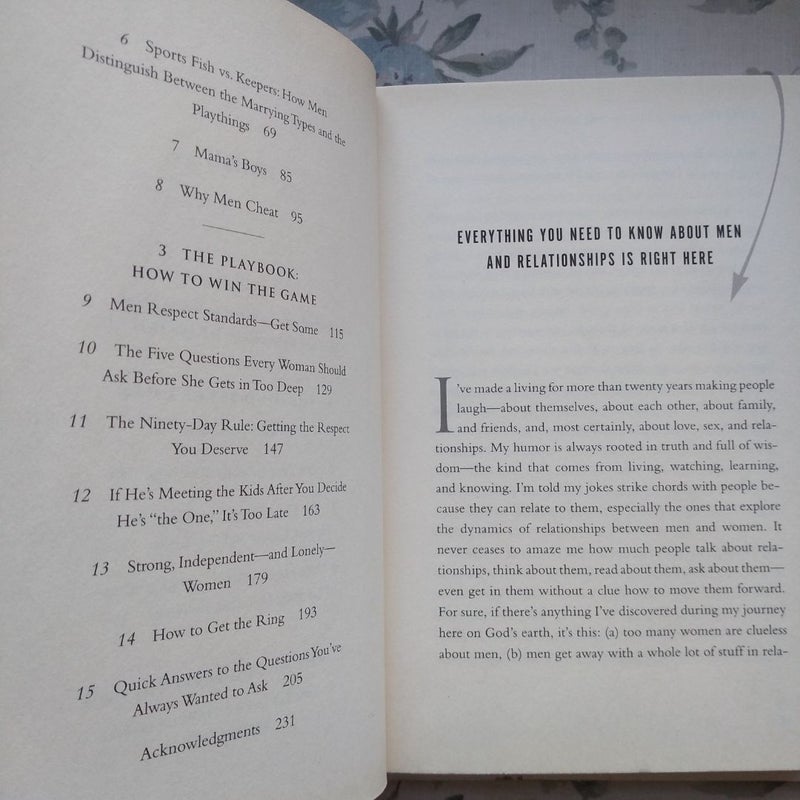 6 Sports Fish vs. Keepers: How Men
Distinguish Between the Marrying Types and the
Playthings 69
7 Mama's Boys 85
8 Why Men Cheat 95
3 THE PLAYBOOK:
HOW TO WIN THE GAME
9 Men Respect Standards—Get Some 115
10 The Five Questions Every Woman Should
Ask Before She Gets in Too Deep 129
11 The Ninety-Day Rule: Getting the Respect
You Deserve 147
12 If He's Meeting the Kids After You Decide
He's "the One," It's Too Late 163
13 Strong, Independent—and Lonely—
Women 179
14 How to Get the Ring 193
15 Quick Answers to the Questions You've
Always Wanted to Ask 205
Acknowledgments 231
EVERYTHING YOU NEED TO KNOW ABOUT MEN
AND RELATIONSHIPS IS RIGHT HERE
I've made a living for more than twenty years making people
laugh—about themselves, about each other, about family,
and friends, and, most certainly, about love, sex, and rela-
tionships. My humor is always rooted in truth and full of wis-
dom—the kind that comes from living, watching, learning,
and knowing. I'm told my jokes strike chords with people be-
cause they can relate to them, especially the ones that explore
the dynamics of relationships between men and women. It
never ceases to amaze me how much people talk about rela-
tionships, think about them, read about them, ask about them—
even get in them without a clue how to move them forward.
For sure, if there's anything I've discovered during my journey
here on God's earth, it's this: (a) too many women are clueless
about men, (b) men get away with a whole lot of stuff in rela-